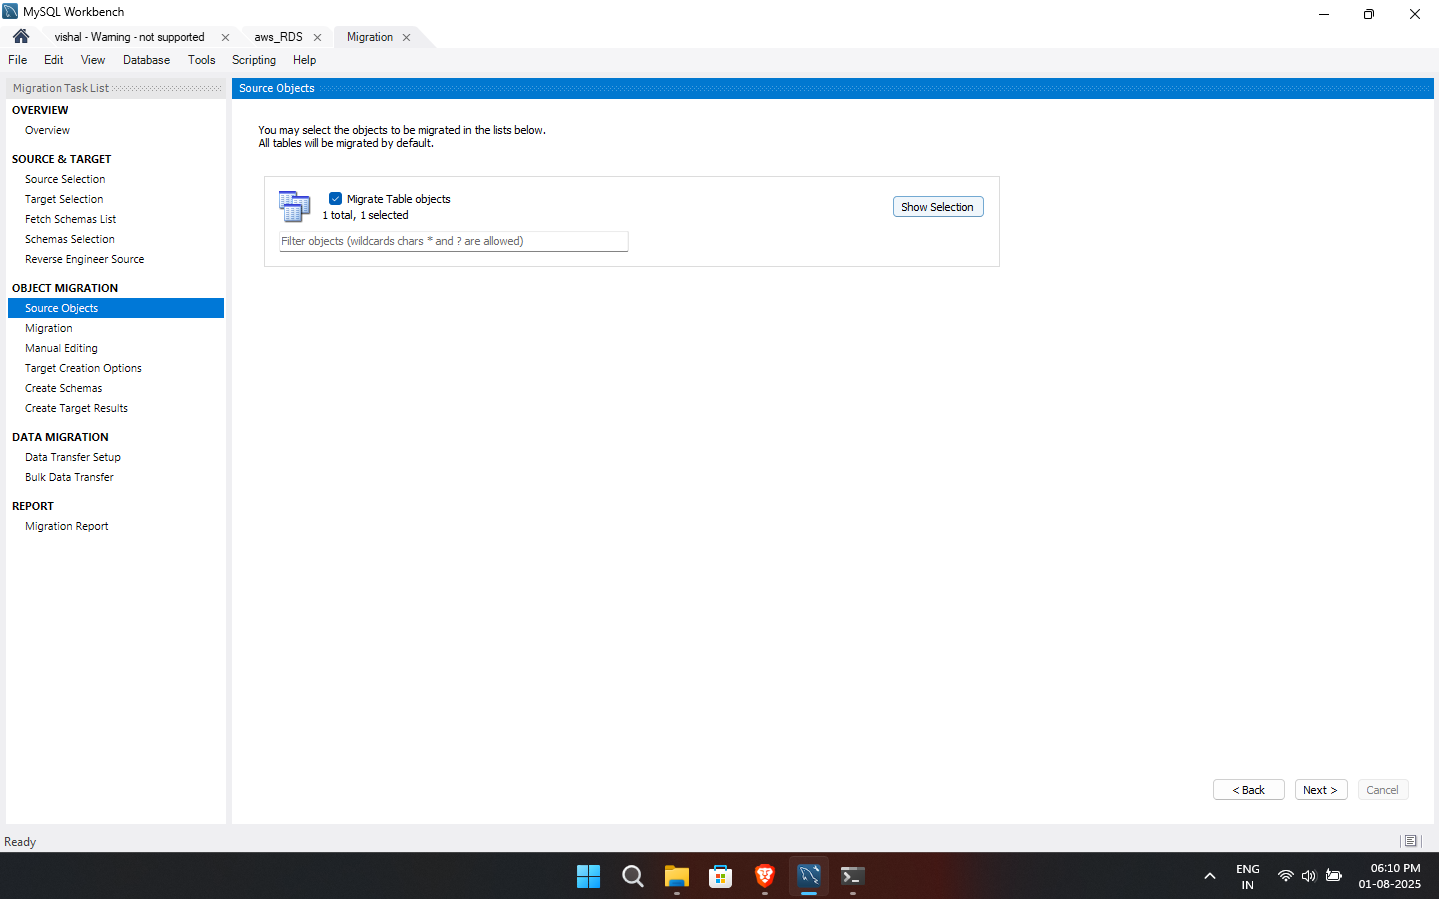 MySQL Workbench
vishal - Warning - not supported
aws_RDS
Migration
File Edit View Database Tools Scripting Help
Migration Task List
OVERVIEW
Overview
SOURCE & TARGET
Source Selection
Target Selection
Fetch Schemas List
Schemas Selection
Reverse Engineer Source
OBJECT MIGRATION
Source Objects
Migration
Manual Editing
Target Creation Options
Create Schemas
Create Target Results
DATA MIGRATION
Data Transfer Setup
Bulk Data Transfer
REPORT
Migration Report
Source Objects
You may select the objects to be migrated in the lists below.
All tables will be migrated by default.
Migrate Table objects
1 total, 1 selected
Show Selection
Filter objects (wildcards chars * and ? are allowed)
< Back
Next >
Cancel
Ready
ENG
IN
06:10 PM
01-08-2025